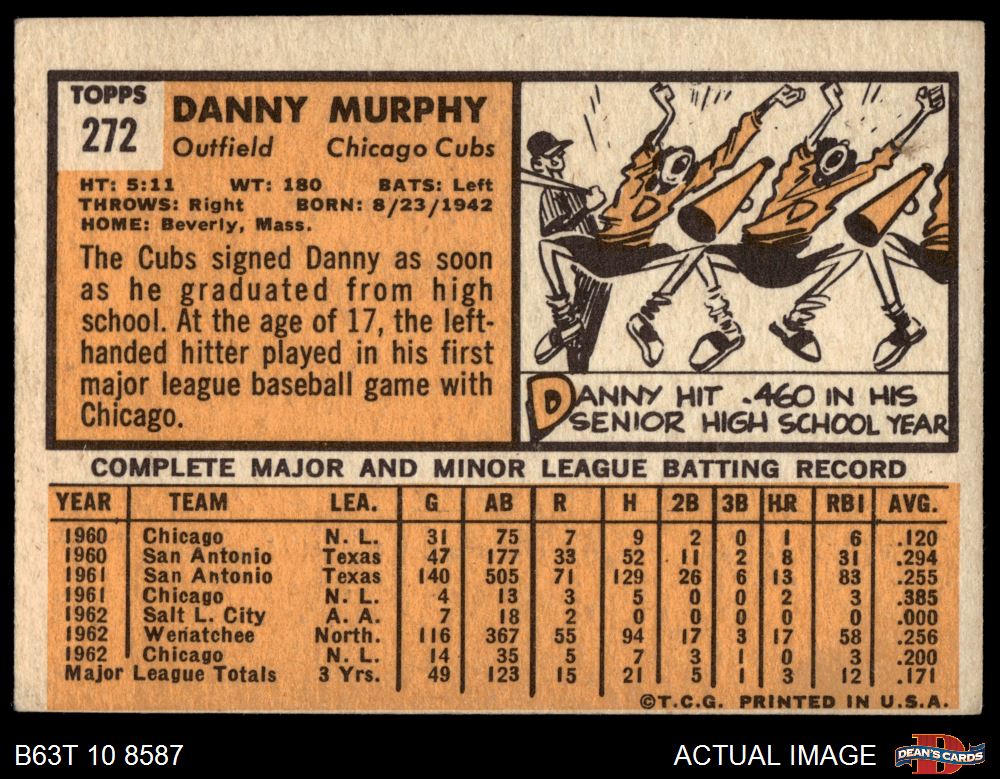 TOPPS
272
DANNY MURPHY
Outfield Chicago Cubs
HT: 5:11 WT: 180 BATS: Left
THROWS: Right BORN: 8/23/1942
HOME: Beverly, Mass.
The Cubs signed Danny as soon
as he graduated from high
school. At the age of 17, the left-
handed hitter played in his first
major league baseball game with
Chicago.
D
D
DANNY HIT .460 IN HIS
SENIOR HIGH SCHOOL YEAR
COMPLETE MAJOR AND MINOR LEAGUE BATTING RECORD
YEAR TEAM LEA. G AB R H 2B 3B HR RBI AVG.
1960 Chicago N. L. 31 75 7 9 2 0 1 6 .120
1960 San Antonio Texas 47 177 33 52 11 2 8 31 .294
1961 San Antonio Texas 140 505 71 129 26 6 13 83 .255
1961 Chicago N. L. 4 13 3 5 0 0 2 3 .385
1962 Salt L. City A. A. 7 18 2 0 0 0 0 0 .000
1962 Wenatchee North. 116 367 55 94 17 3 17 58 .256
1962 Chicago N. L. 14 35 5 7 3 1 0 3 .200
Major League Totals 3 Yrs. 49 123 15 21 5 1 3 12 .171
©T.C.G. PRINTED IN U.S.A.
B63T 10 8587 ACTUAL IMAGE D DEAN'S CARDS